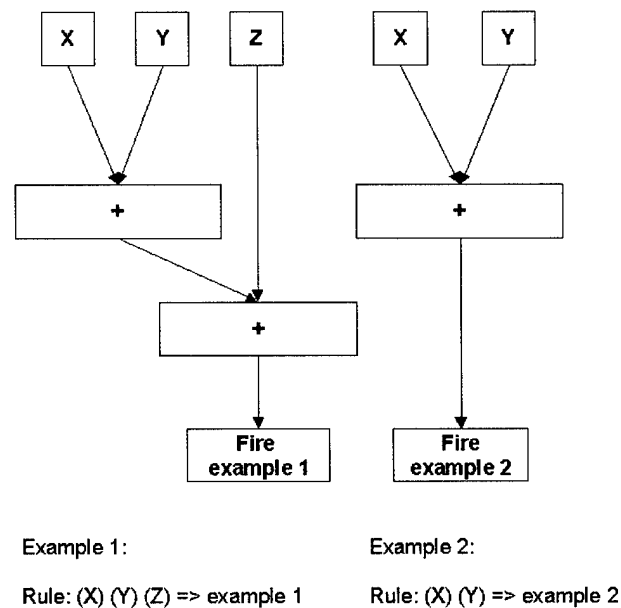 X Y Z X Y
+ +
+
Fire Fire
example 1 example 2
Example 1: Example 2:
Rule: (X) (Y) (Z) => example 1 Rule: (X) (Y) => example 2